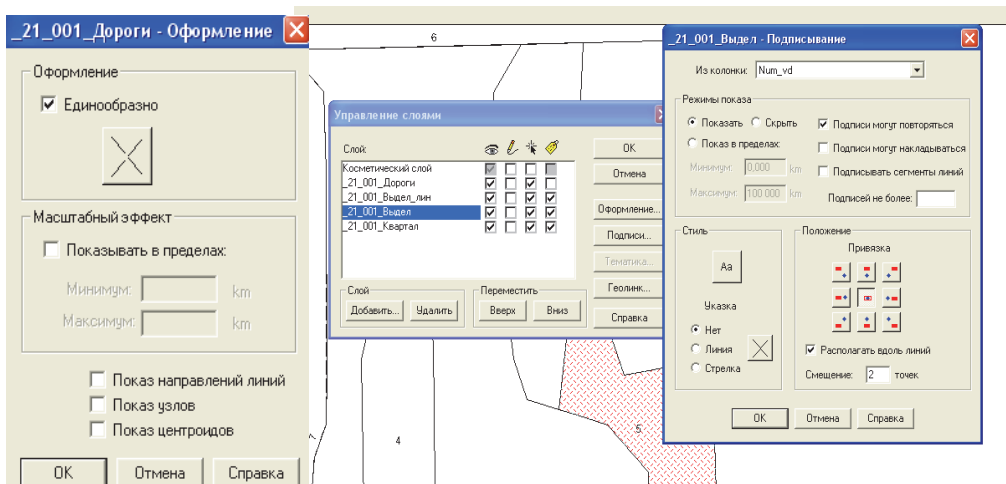 _21_001_Дороги - Оформление
Оформление
Единообразно
Масштабный эффект
Показывать в пределах:
Минимум:
km
Максимум:
km
Показ направлений линий
Показ узлов
Показ центроидов
ОК
Отмена
Справка
6
4
5
Управление слоями
Слой:
Косметический слой
_21_001_Дороги
_21_001_Выдел_лин
_21_001_Выдел
_21_001_Квартал
ОК
Отмена
Оформление...
Подписи...
Тематика...
Геолинк...
Справка
Слой
Добавить...
Удалить
Переместить
Вверх
Вниз
_21_001_Выдел - Подписывание
Из колонки:
Num_vd
Режимы показа
Показать
Скрыть
Показ в пределах:
Минимум:
0,000
km
Максимум:
100 000
km
Подписи могут повторяться
Подписи могут накладываться
Подписывать сегменты линий
Подписей не более:
Стиль
Aa
Указка
Нет
Линия
Стрелка
Положение
Привязка
Располагать вдоль линий
Смещение:
2
точек
ОК
Отмена
Справка